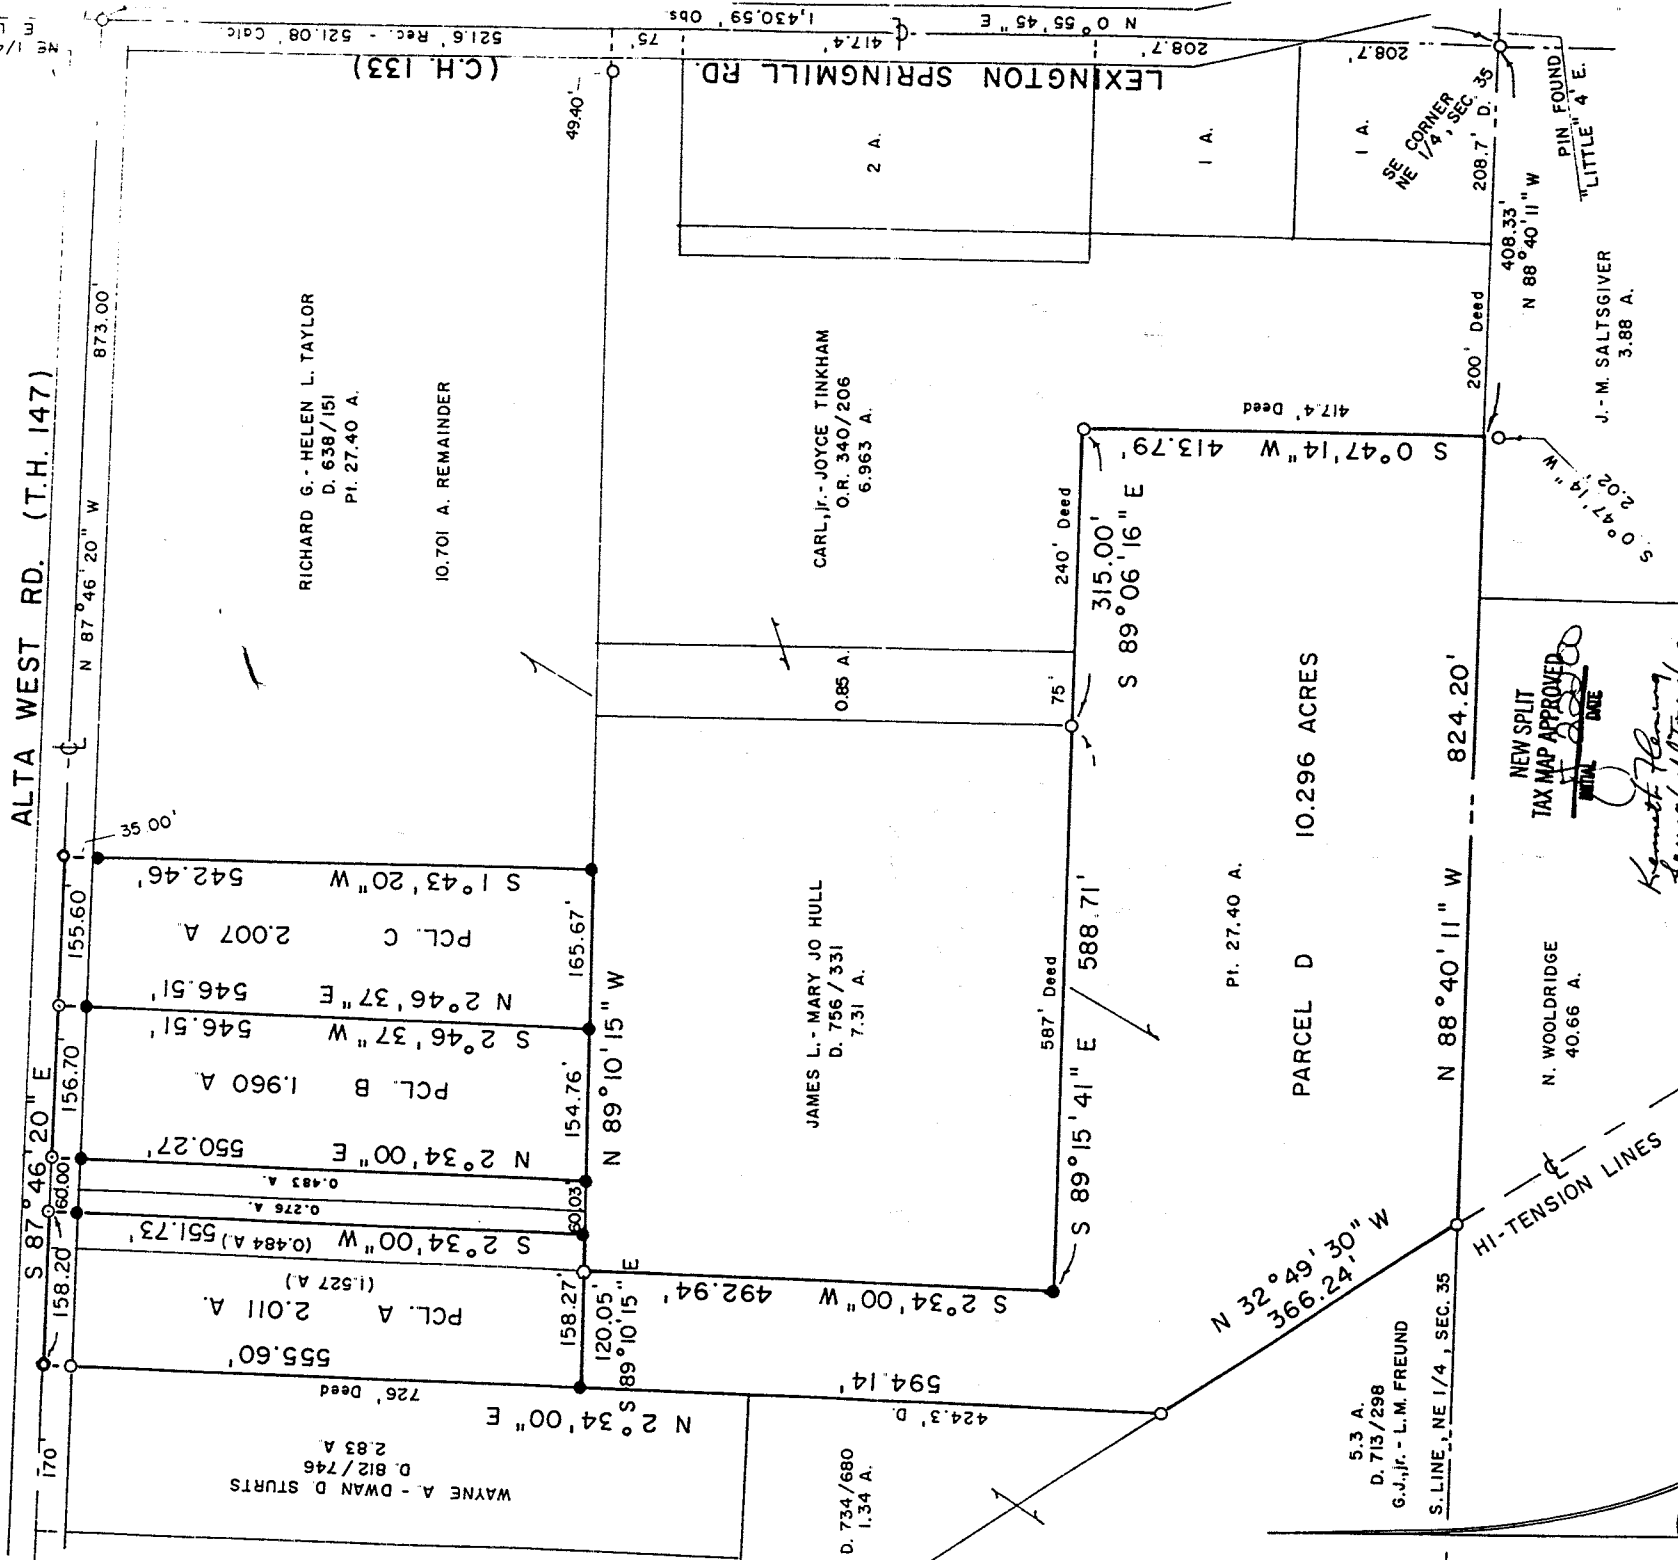 NE 1/4
E L
521.6' Rec. - 521.08' Calc.
75'
417.4'
1,430.59' Obs.
N 0°55'45" E
208.7'
208.7'
LEXINGTON SPRINGMILL RD.
(C.H. 133)
49.40'
2 A.
1 A.
1 A.
SE CORNER
NE 1/4, SEC. 35
208.7' D.
PIN FOUND
"LITTLE" 4' E.
408.33'
N 88°40'11" W
200' Deed
J.-M. SALTSGIVER
3.88 A.
ALTA WEST RD. (T.H. 147)
873.00'
N 87°46'20" W
RICHARD G. - HELEN L. TAYLOR
D. 638/151
Pt. 27.40 A.
10.701 A. REMAINDER
CARL, jr. - JOYCE TINKHAM
O.R. 340/206
6.963 A.
417.4' Deed
S 0°47'14" W 413.79'
S 0°47'14" W
2.02'
240' Deed
315.00'
S 89°06'16" E
0.85 A.
75'
35.00'
S 1°43'20" W 542.46'
155.60'
PCL. C 2.007 A.
165.67'
N 2°46'37" E 546.51'
S 2°46'37" W 546.51'
156.70'
PCL. B 1.960 A.
154.76'
N 89°10'15" W
S 87°46'20" E
N 2°34'00" E 550.27'
60.00'
0.483 A.
0.276 A.
60.03'
S 2°34'00" W (0.484 A.) 551.73'
158.20'
(1.527 A.)
PCL. A 2.011 A.
158.27'
120.05'
S 89°10'15" E
555.60'
726' Deed
N 2°34'00" E
594.14'
424.3' D.
170'
WAYNE A. - DWAN D. STURTS
D. 812/746
2.83 A.
JAMES L. - MARY JO HULL
D. 756/331
7.31 A.
S 2°34'00" W 492.94'
587' Deed
S 89°15'41" E 588.71'
Pt. 27.40 A.
PARCEL D 10.296 ACRES
N 88°40'11" W 824.20'
NEW SPLIT
TAX MAP APPROVED
INITIAL DATE
Kenneth Fleming
N. WOOLDRIDGE
40.66 A.
HI-TENSION LINES
N 32°49'30" W
366.24'
D. 734/680
1.34 A.
5.3 A.
D. 713/298
G.J., jr. - L.M. FREUND
S. LINE, NE 1/4, SEC. 35